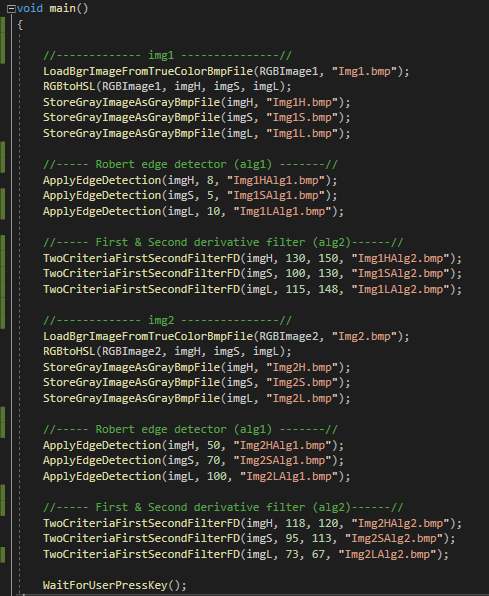 void main()
{
//------------- img1 ---------------//
LoadBgrImageFromTrueColorBmpFile(RGBImage1, "Img1.bmp");
RGBtoHSL(RGBImage1, imgH, imgS, imgL);
StoreGrayImageAsGrayBmpFile(imgH, "Img1H.bmp");
StoreGrayImageAsGrayBmpFile(imgS, "Img1S.bmp");
StoreGrayImageAsGrayBmpFile(imgL, "Img1L.bmp");
//----- Robert edge detector (alg1) -------//
ApplyEdgeDetection(imgH, 8, "Img1HAlg1.bmp");
ApplyEdgeDetection(imgS, 5, "Img1SAlg1.bmp");
ApplyEdgeDetection(imgL, 10, "Img1LAlg1.bmp");
//----- First & Second derivative filter (alg2)------//
TwoCriteriaFirstSecondFilterFD(imgH, 130, 150, "Img1HAlg2.bmp");
TwoCriteriaFirstSecondFilterFD(imgS, 100, 130, "Img1SAlg2.bmp");
TwoCriteriaFirstSecondFilterFD(imgL, 115, 148, "Img1LAlg2.bmp");
//------------- img2 ---------------//
LoadBgrImageFromTrueColorBmpFile(RGBImage2, "Img2.bmp");
RGBtoHSL(RGBImage2, imgH, imgS, imgL);
StoreGrayImageAsGrayBmpFile(imgH, "Img2H.bmp");
StoreGrayImageAsGrayBmpFile(imgS, "Img2S.bmp");
StoreGrayImageAsGrayBmpFile(imgL, "Img2L.bmp");
//----- Robert edge detector (alg1) -------//
ApplyEdgeDetection(imgH, 50, "Img2HAlg1.bmp");
ApplyEdgeDetection(imgS, 70, "Img2SAlg1.bmp");
ApplyEdgeDetection(imgL, 100, "Img2LAlg1.bmp");
//----- First & Second derivative filter (alg2)------//
TwoCriteriaFirstSecondFilterFD(imgH, 118, 120, "Img2HAlg2.bmp");
TwoCriteriaFirstSecondFilterFD(imgS, 95, 113, "Img2SAlg2.bmp");
TwoCriteriaFirstSecondFilterFD(imgL, 73, 67, "Img2LAlg2.bmp");
WaitForUserPressKey();